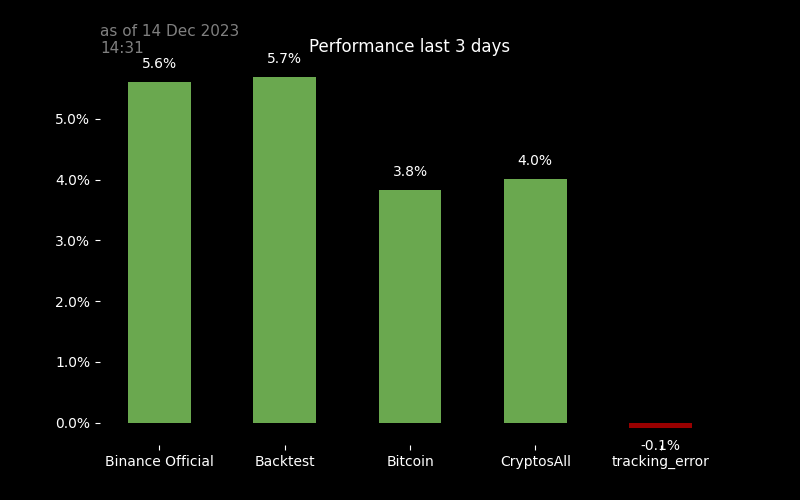 as of 14 Dec 2023
14:31
Performance last 3 days
5.6%
5.7%
3.8%
4.0%
-0.1%
5.0%
4.0%
3.0%
2.0%
1.0%
0.0%
Binance Official
Backtest
Bitcoin
CryptosAll
tracking_error